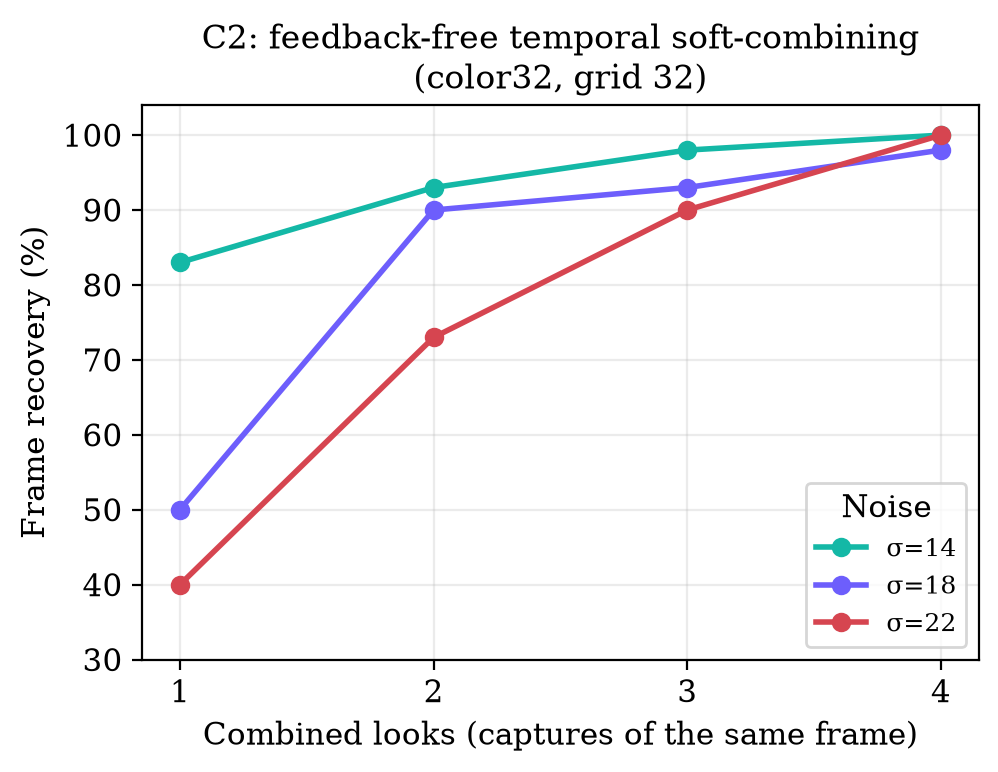 C2: feedback-free temporal soft-combining
(color32, grid 32)
Frame recovery (%)
100
90
80
70
60
50
40
30
Noise
σ=14
σ=18
σ=22
1 2 3 4
Combined looks (captures of the same frame)